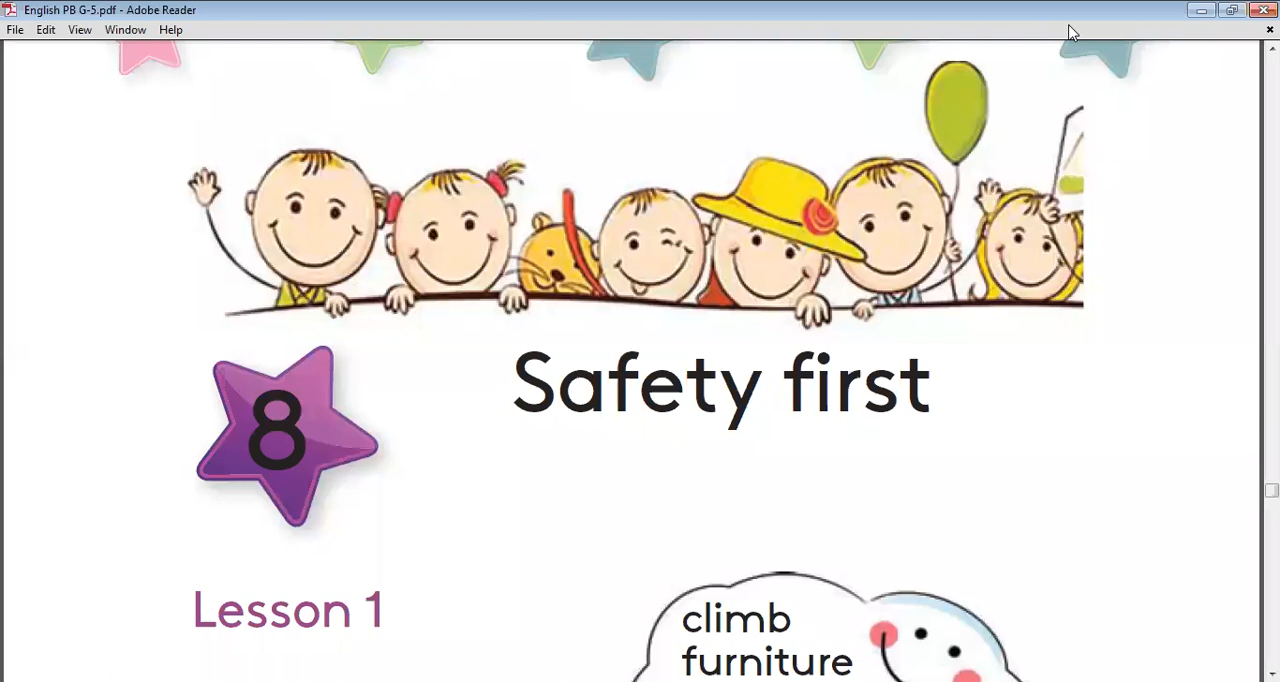 English PB G-5.pdf - Adobe Reader
File Edit View Window Help
Safety first
8
Lesson 1
climb
furniture